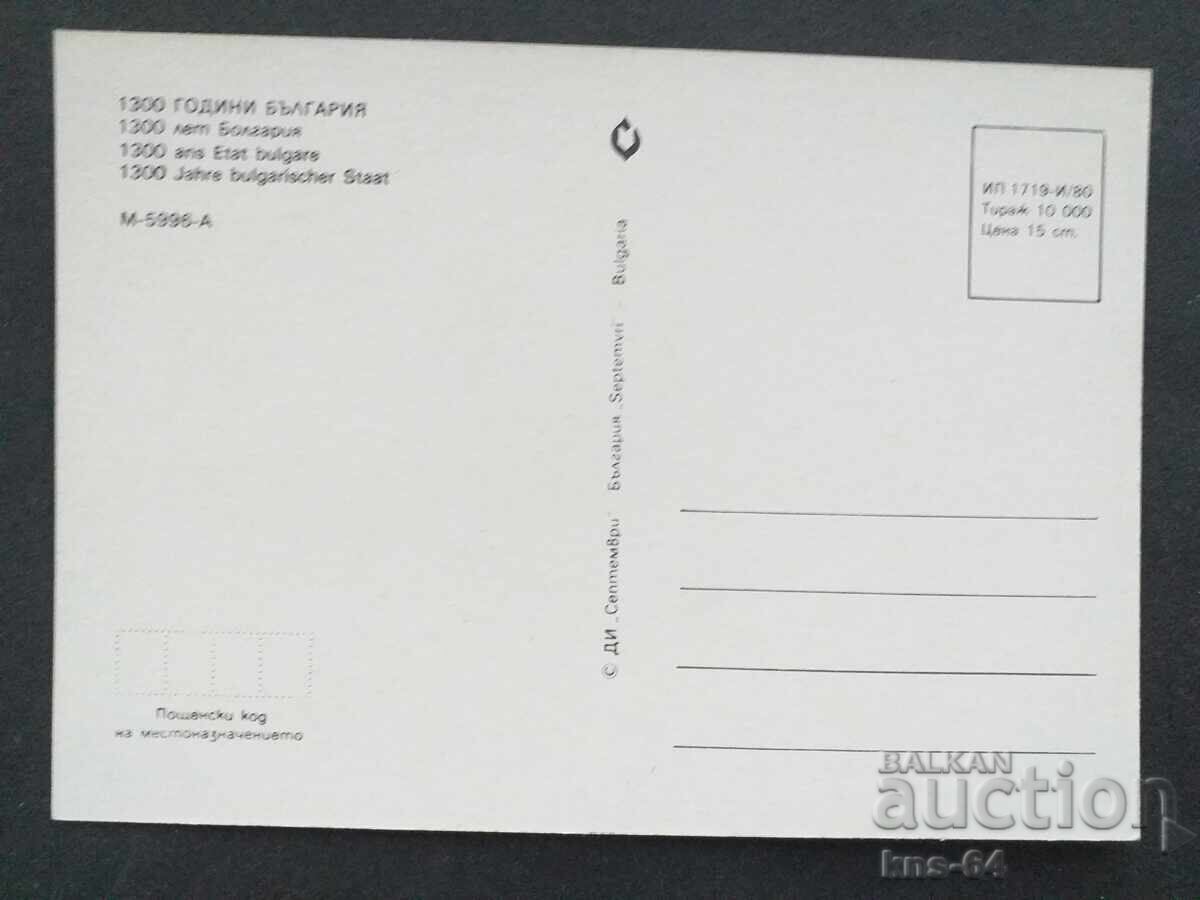 1300 ГОДИНИ БЪЛГАРИЯ
1300 лет Болгария
1300 ans Etat bulgare
1300 Jahre bulgarischer Staat
М-5996-А
© ДИ „Септември" България „Septemvri" - Bulgaria
ИП 1719-И/80
Тираж 10 000
Цена 15 ст.
Пощенски код
на местоназначението
BALKAN
auction
kns-64